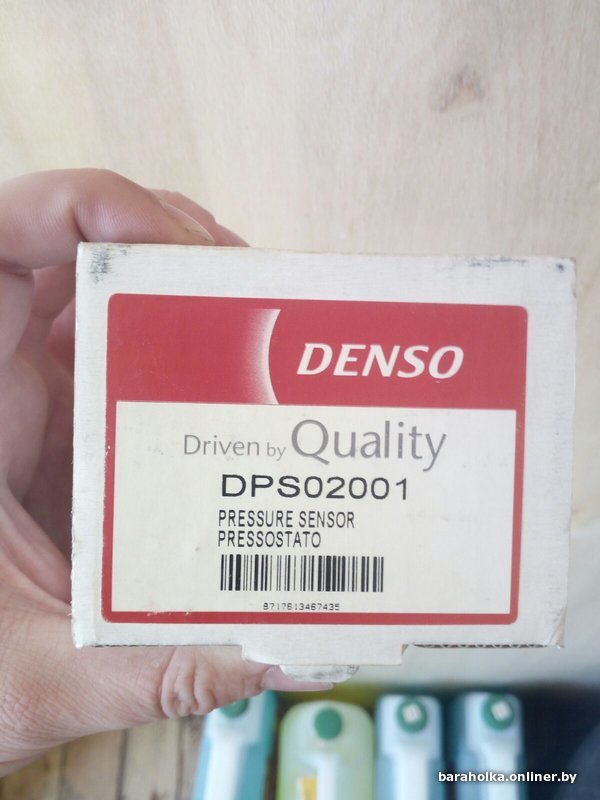 DENSO
Driven by Quality
DPS02001
PRESSURE SENSOR
PRESSOSTATO
8717613467435
baraholka.onliner.by